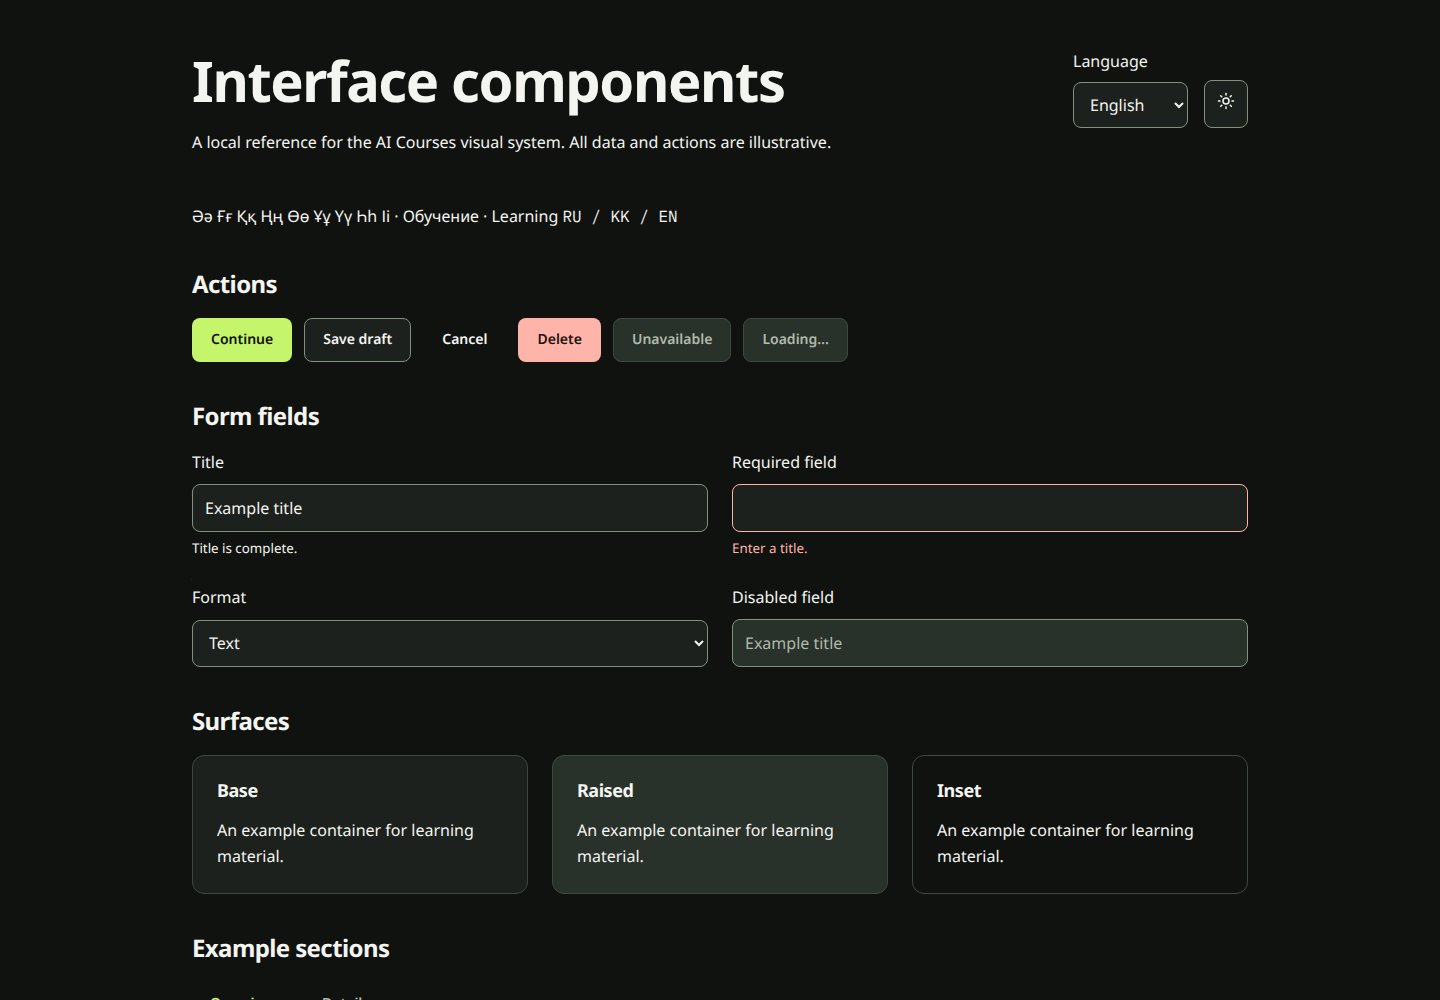 Interface components
Language
English
A local reference for the AI Courses visual system. All data and actions are illustrative.
Әә Ғғ Ққ Ңң Өө Ұұ Үү Һһ Іі · Обучение · Learning RU / KK / EN
Actions
Continue Save draft Cancel Delete Unavailable Loading...
Form fields
Title Required field
Example title
Title is complete. Enter a title.
Format Disabled field
Text Example title
Surfaces
Base Raised Inset
An example container for learning An example container for learning An example container for learning
material. material. material.
Example sections